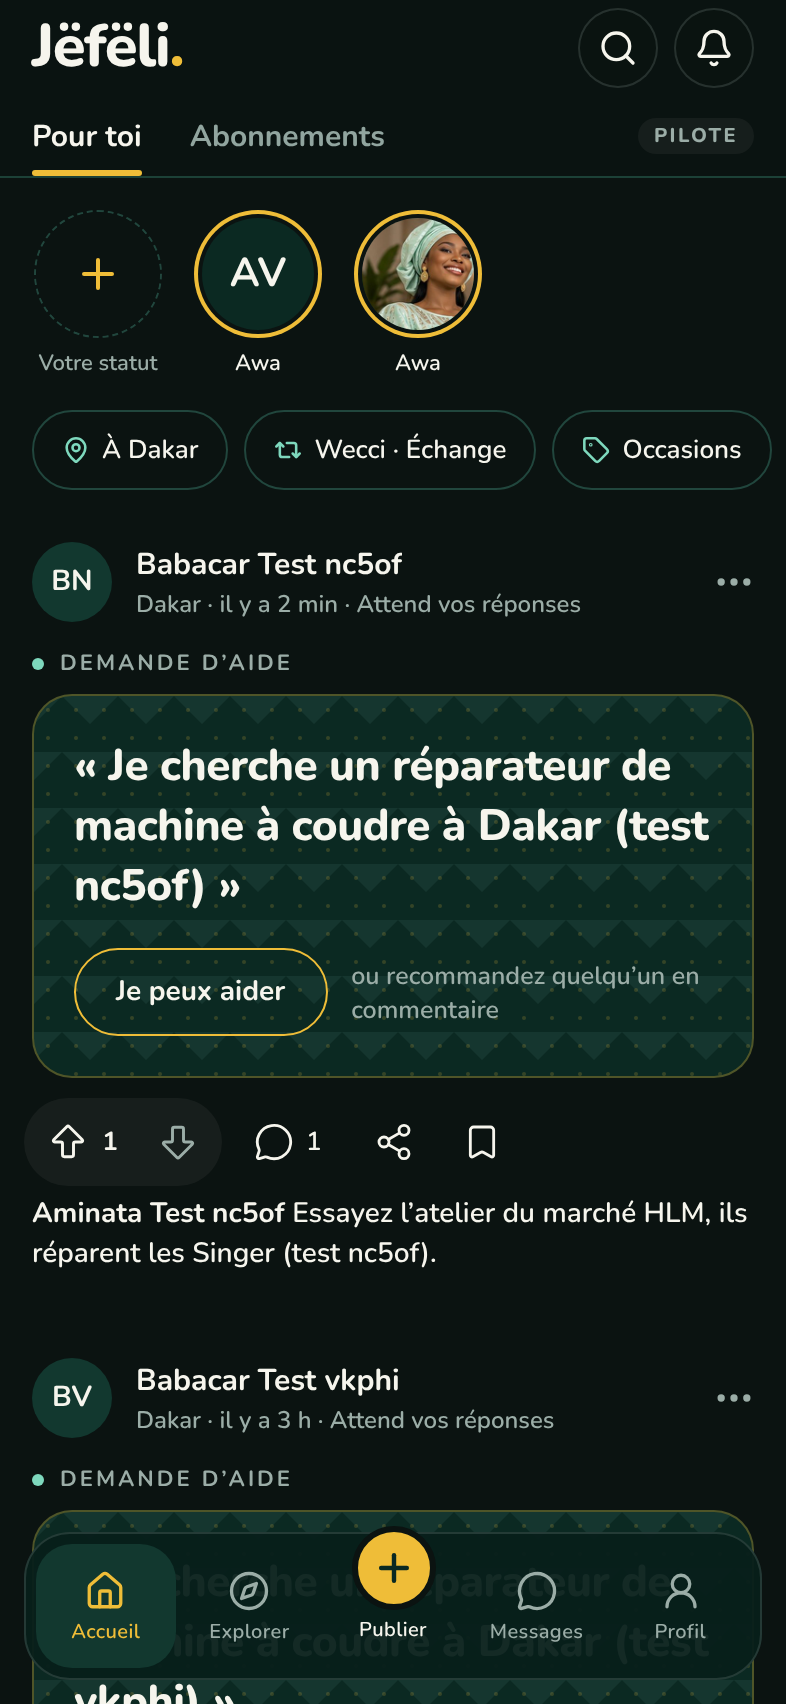 Jëfëli.
Pour toi
Abonnements
PILOTE
AV
Votre statut
Awa
Awa
À Dakar
Wecci · Échange
Occasions
BN
Babacar Test nc5of
Dakar · il y a 2 min · Attend vos réponses
DEMANDE D’AIDE
« Je cherche un réparateur de
machine à coudre à Dakar (test
nc5of) »
Je peux aider
ou recommandez quelqu’un en
commentaire
1
1
Aminata Test nc5of Essayez l’atelier du marché HLM, ils
réparent les Singer (test nc5of).
BV
Babacar Test vkphi
Dakar · il y a 3 h · Attend vos réponses
DEMANDE D’AIDE
de
à coudre à Dakar (test
vkphi) »
Accueil
Explorer
Publier
Messages
Profil